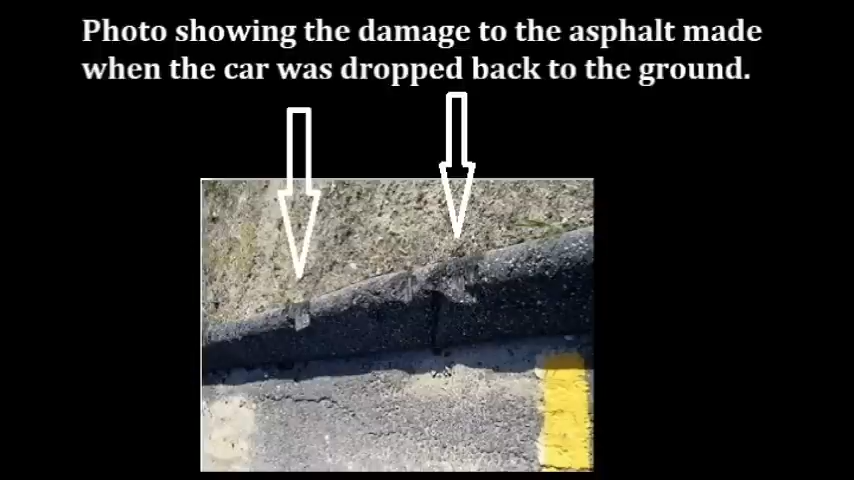 Photo showing the damage to the asphalt made
when the car was dropped back to the ground.